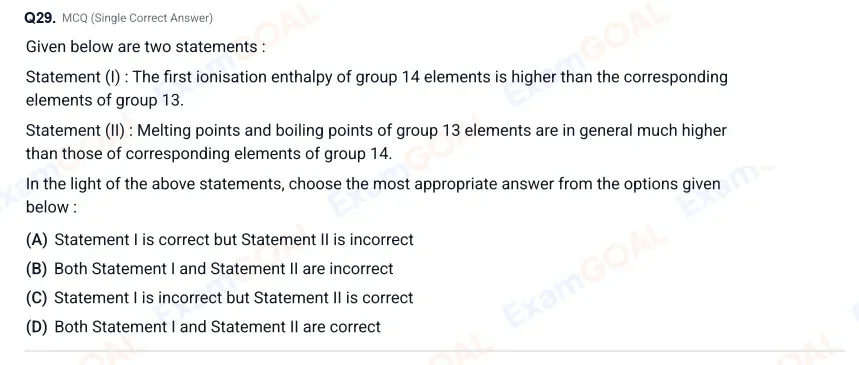 Q29. MCQ (Single Correct Answer)
Given below are two statements :
Statement (I) : The first ionisation enthalpy of group 14 elements is higher than the corresponding
elements of group 13.
Statement (II) : Melting points and boiling points of group 13 elements are in general much higher
than those of corresponding elements of group 14.
In the light of the above statements, choose the most appropriate answer from the options given
below :
(A) Statement I is correct but Statement II is incorrect
(B) Both Statement I and Statement II are incorrect
(C) Statement I is incorrect but Statement II is correct
(D) Both Statement I and Statement II are correct
ExamGOAL